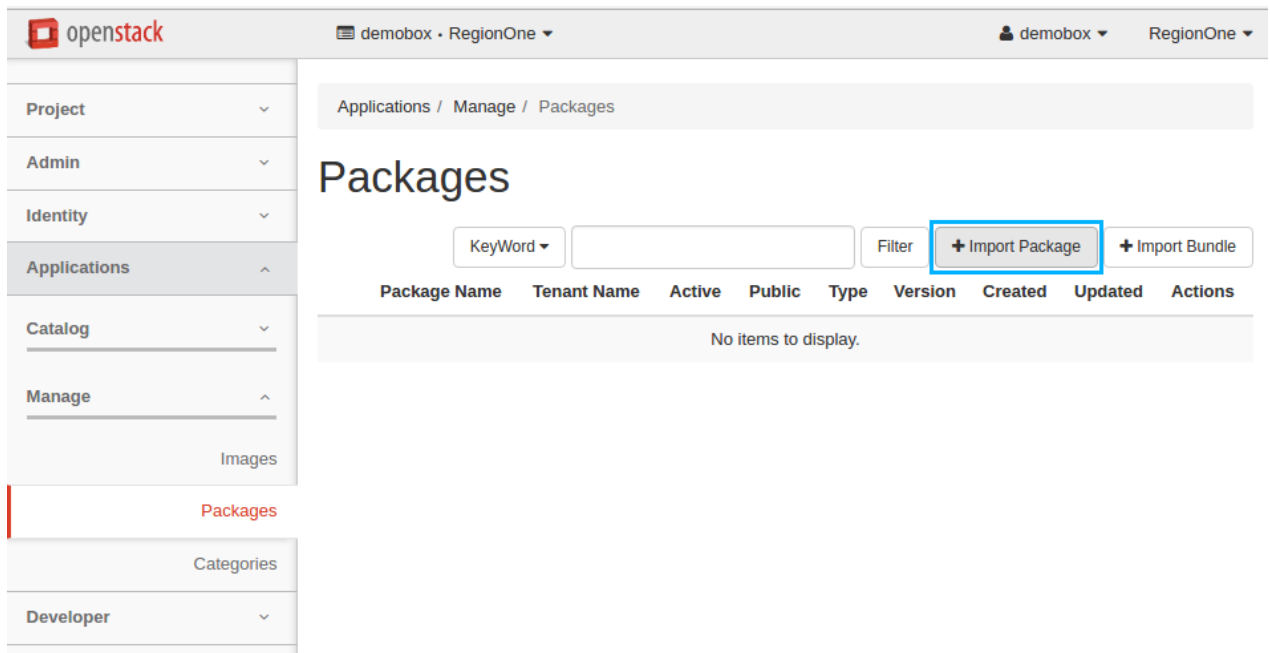 openstack
demobox • RegionOne
demobox
RegionOne
Project
Admin
Identity
Applications
Catalog
Manage
Images
Packages
Categories
Developer
Applications / Manage / Packages
Packages
KeyWord
Filter
+ Import Package
+ Import Bundle
Package Name Tenant Name Active Public Type Version Created Updated Actions
No items to display.